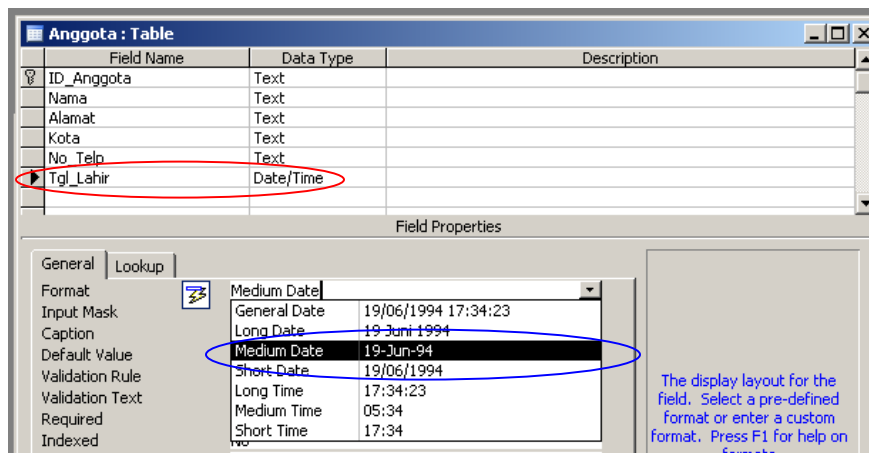 Anggota : Table
Field Name Data Type Description
ID_Anggota Text
Nama Text
Alamat Text
Kota Text
No_Telp Text
Tgl_Lahir Date/Time
Field Properties
General Lookup
Format Medium Date
Input Mask General Date 19/06/1994 17:34:23
Caption Long Date 19 Juni 1994
Default Value Medium Date 19-Jun-94
Validation Rule Short Date 19/06/1994
Validation Text Long Time 17:34:23
Required Medium Time 05:34
Indexed Short Time 17:34
No
The display layout for the
field. Select a pre-defined
format or enter a custom
format. Press F1 for help on
formats.